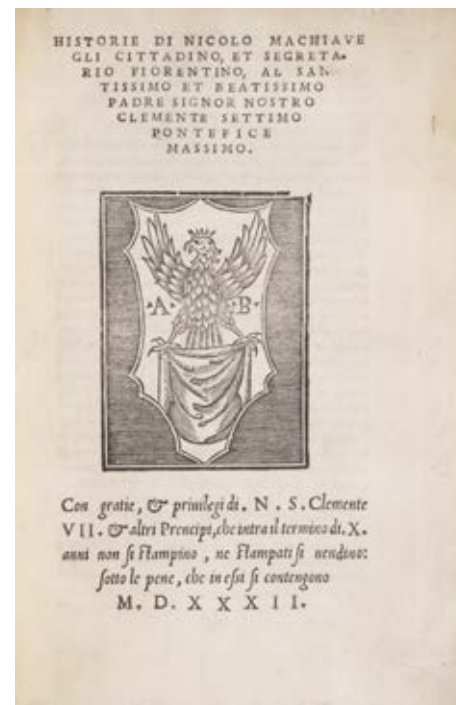 HISTORIE DI NICOLO MACHIAVE
GLI CITTADINO, ET SEGRETA•
RIO FIORENTINO, AL SAN•
TISSIMO ET BEATISSIMO
PADRE SIGNOR NOSTRO
CLEMENTE SETTIMO
PONTEFICE
MASSIMO.
•A• •B•
Con gratie, & priuilegi di. N. S. Clemente
VII. & altri Prencipi, che intra il termino di. X.
anni non si stampino, ne stampati si uendino:
sotto le pene, che in essi si contengono
M. D. XXXII.